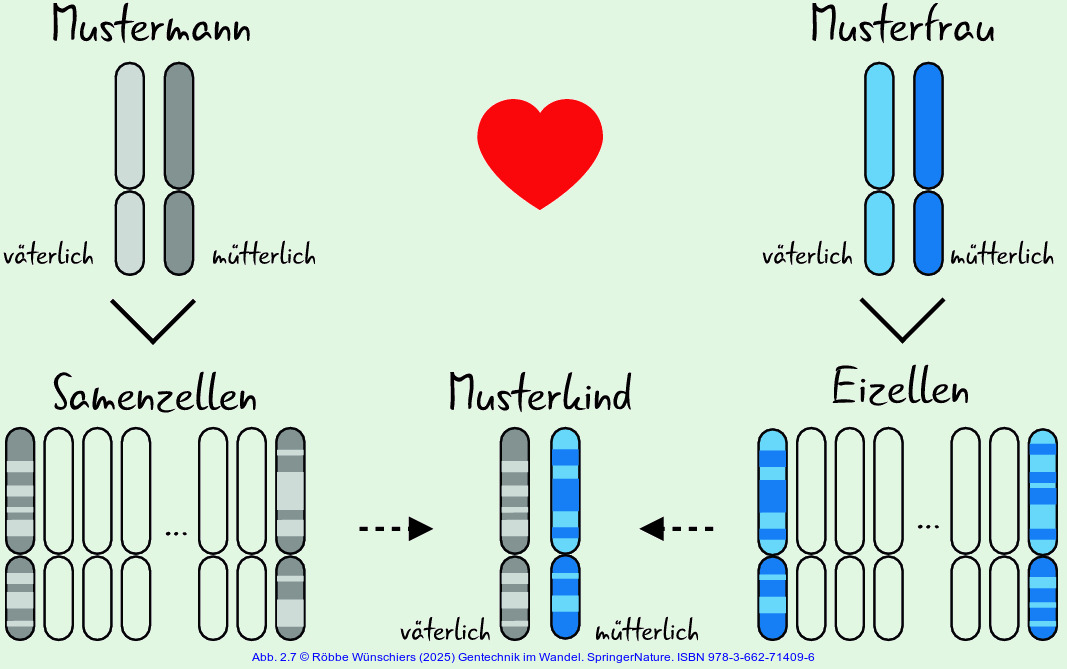 Mustermann
Musterfrau
väterlich
mütterlich
väterlich
mütterlich
Samenzellen
Musterkind
Eizellen
...
...
väterlich
mütterlich
Abb. 2.7 © Röbbe Wünschiers (2025) Gentechnik im Wandel. SpringerNature. ISBN 978-3-662-71409-6